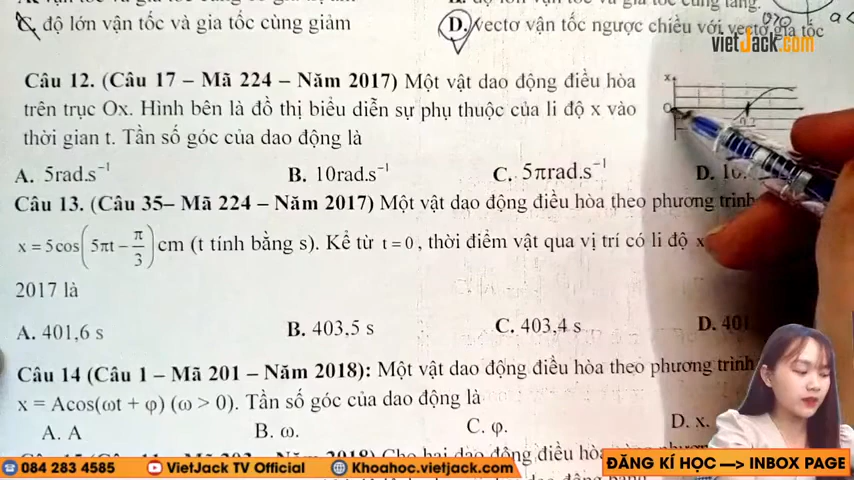 C. độ lớn vận tốc và gia tốc cùng giảm
D. vectơ vận tốc ngược chiều với vectơ gia tốc
vietJack.com
Câu 12. (Câu 17 – Mã 224 – Năm 2017) Một vật dao động điều hòa
trên trục Ox. Hình bên là đồ thị biểu diễn sự phụ thuộc của li độ x vào
thời gian t. Tần số góc của dao động là
x
O
0,2
A. 5rad.s⁻¹ B. 10rad.s⁻¹ C. 5πrad.s⁻¹ D. 10
Câu 13. (Câu 35– Mã 224 – Năm 2017) Một vật dao động điều hòa theo phương trình
x = 5cos(5πt – π/3)cm (t tính bằng s). Kể từ t = 0, thời điểm vật qua vị trí có li độ x
2017 là
A. 401,6 s B. 403,5 s C. 403,4 s D. 401
Câu 14 (Câu 1 – Mã 201 – Năm 2018): Một vật dao động điều hòa theo phương trình
x = Acos(ωt + φ) (ω > 0). Tần số góc của dao động là
A. A B. ω. C. φ. D. x.
084 283 4585 VietJack TV Official Khoahoc.vietjack.com
ĐĂNG KÍ HỌC —> INBOX PAGE